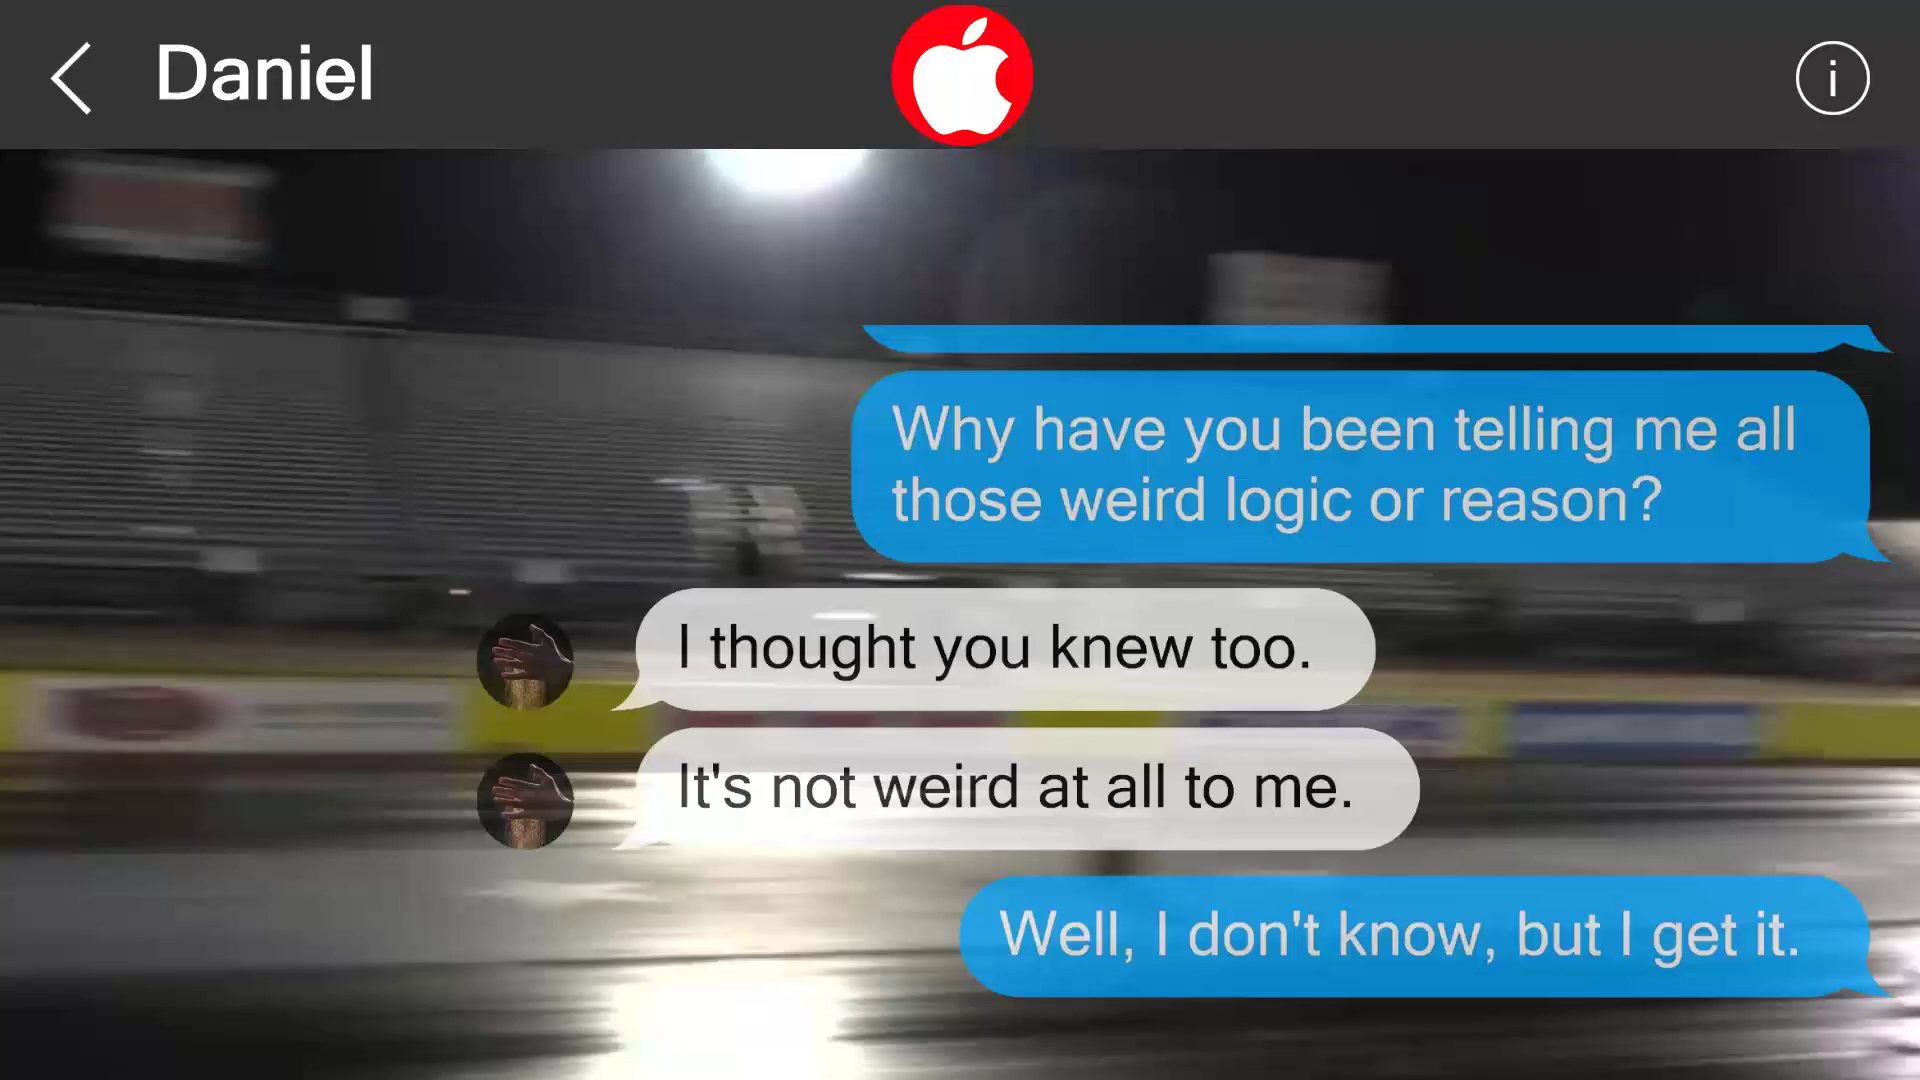 Daniel
i
Why have you been telling me all
those weird logic or reason?
I thought you knew too.
It's not weird at all to me.
Well, I don't know, but I get it.